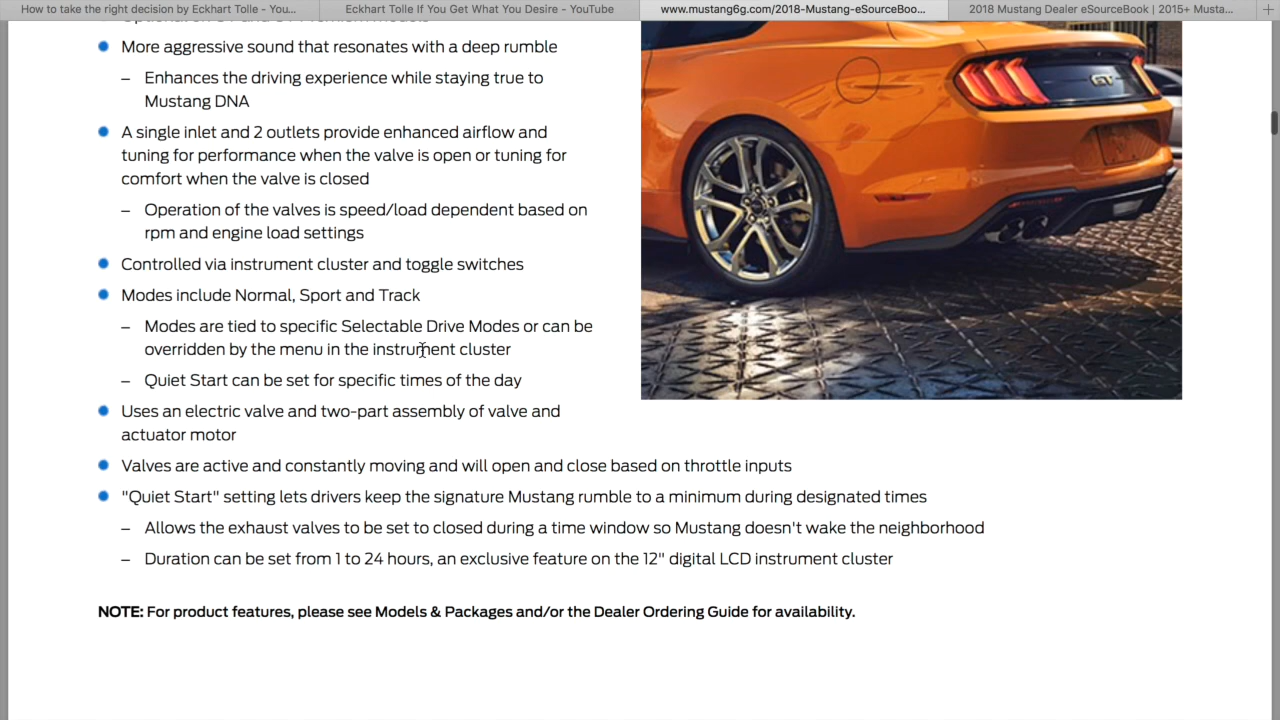 How to take the right decision by Eckhart Tolle - You...
Eckhart Tolle If You Get What You Desire - YouTube
www.mustang6g.com/2018-Mustang-eSourceBoo...
2018 Mustang Dealer eSourceBook | 2015+ Musta...
More aggressive sound that resonates with a deep rumble
– Enhances the driving experience while staying true to
Mustang DNA
A single inlet and 2 outlets provide enhanced airflow and
tuning for performance when the valve is open or tuning for
comfort when the valve is closed
– Operation of the valves is speed/load dependent based on
rpm and engine load settings
Controlled via instrument cluster and toggle switches
Modes include Normal, Sport and Track
– Modes are tied to specific Selectable Drive Modes or can be
overridden by the menu in the instrument cluster
– Quiet Start can be set for specific times of the day
Uses an electric valve and two-part assembly of valve and
actuator motor
Valves are active and constantly moving and will open and close based on throttle inputs
"Quiet Start" setting lets drivers keep the signature Mustang rumble to a minimum during designated times
– Allows the exhaust valves to be set to closed during a time window so Mustang doesn't wake the neighborhood
– Duration can be set from 1 to 24 hours, an exclusive feature on the 12" digital LCD instrument cluster
NOTE: For product features, please see Models & Packages and/or the Dealer Ordering Guide for availability.
GT